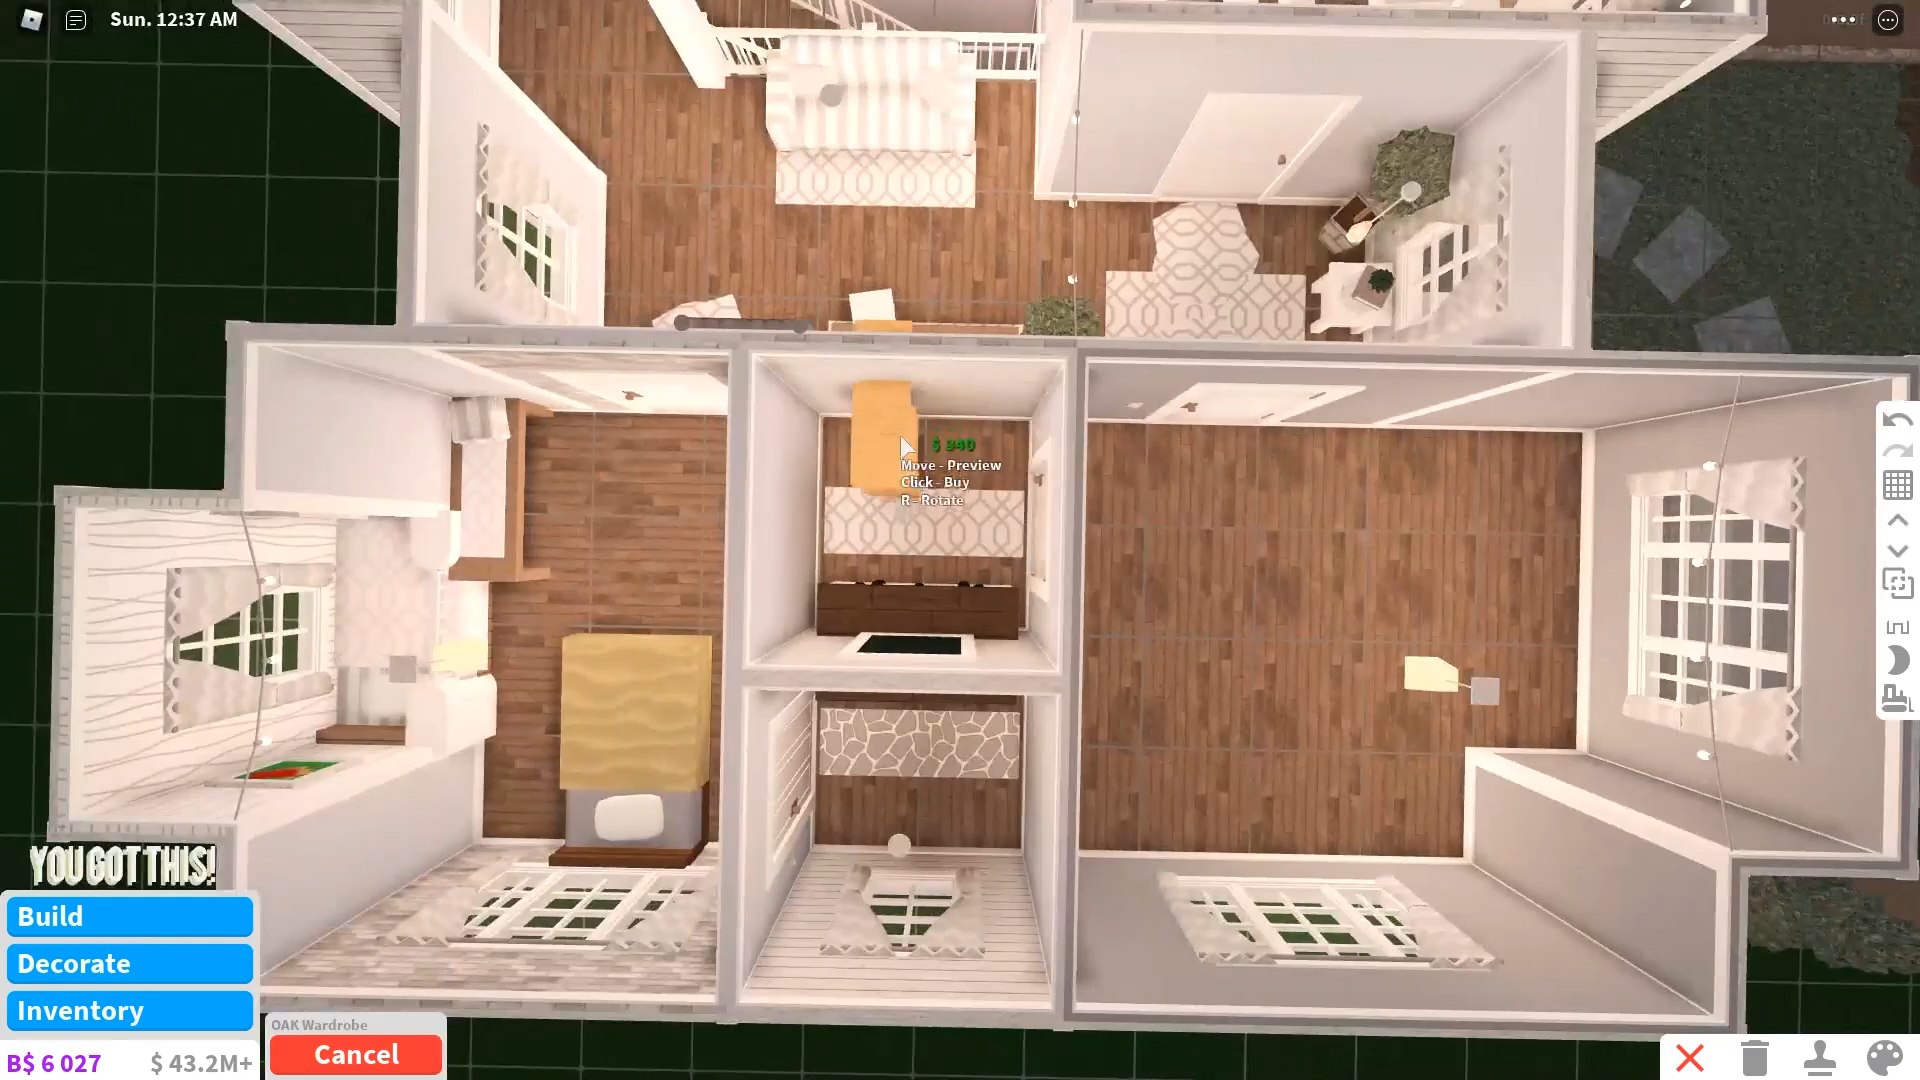 Sun. 12:37 AM
$ 340
Move - Preview
Click - Buy
R - Rotate
YOU GOT THIS!
Build
Decorate
Inventory
OAK Wardrobe
Cancel
B$ 6 027
$ 43.2M+